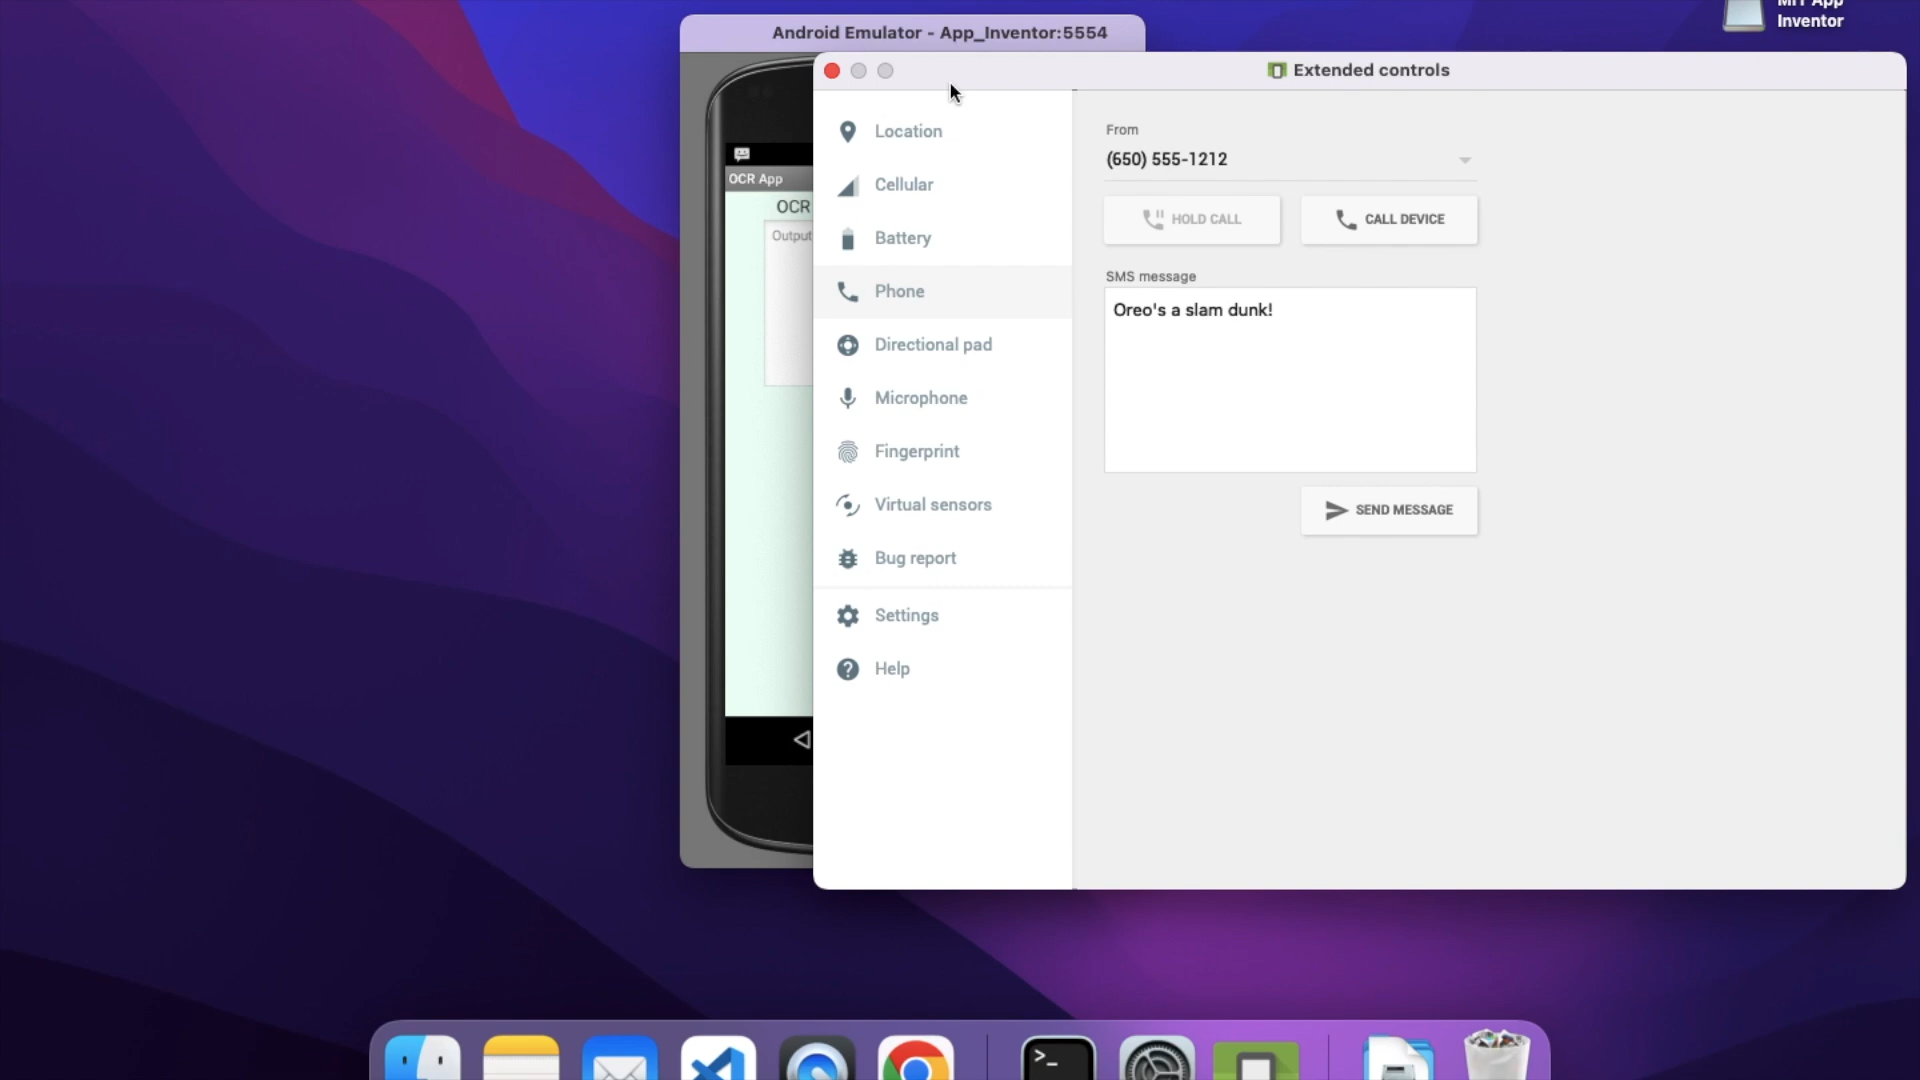 MIT App
Inventor
Android Emulator - App_Inventor:5554
Extended controls
OCR App
OCR
Output
Location
Cellular
Battery
Phone
Directional pad
Microphone
Fingerprint
Virtual sensors
Bug report
Settings
Help
From
(650) 555-1212
HOLD CALL
CALL DEVICE
SMS message
Oreo's a slam dunk!
SEND MESSAGE